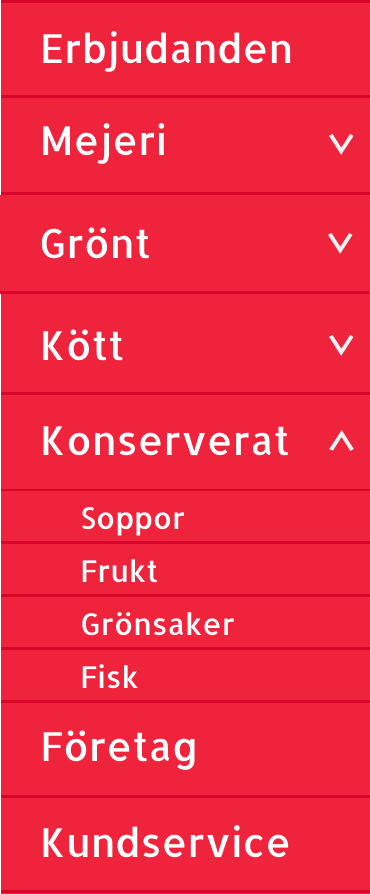 Erbjudanden
Mejeri
Grönt
Kött
Konserverat
Soppor
Frukt
Grönsaker
Fisk
Företag
Kundservice